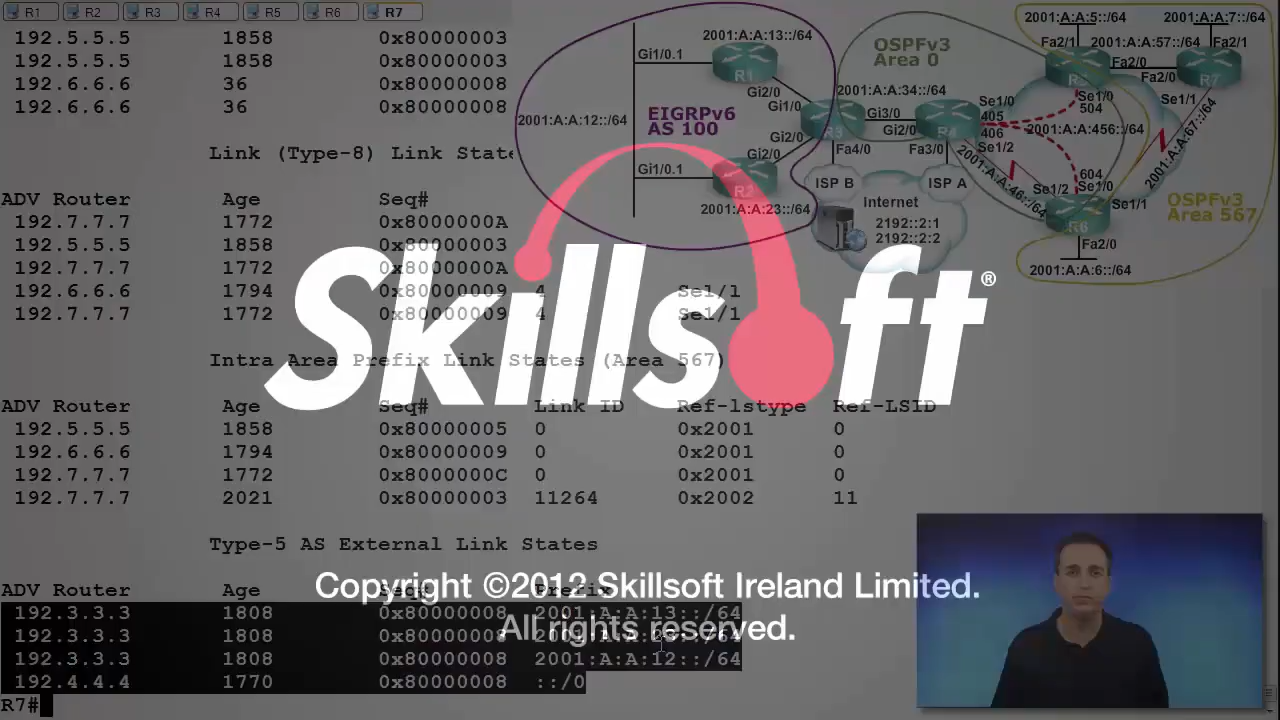 R1 R2 R3 R4 R5 R6 R7
192.5.5.5 1858 0x80000003
192.5.5.5 1858 0x80000003
192.6.6.6 36 0x80000008
192.6.6.6 36 0x80000008
Link (Type-8) Link State
ADV Router Age Seq#
192.7.7.7 1772 0x8000000A
192.5.5.5 1858 0x80000003
192.7.7.7 1772 0x8000000A
192.6.6.6 1794 0x80000009 4 Se1/1
192.7.7.7 1772 0x80000009 4 Se1/1
Intra Area Prefix Link States (Area 567)
ADV Router Age Seq# Link ID Ref-lstype Ref-LSID
192.5.5.5 1858 0x80000005 0 0x2001 0
192.6.6.6 1794 0x80000009 0 0x2001 0
192.7.7.7 1772 0x8000000C 0 0x2001 0
192.7.7.7 2021 0x80000003 11264 0x2002 11
Type-5 AS External Link States
ADV Router Age Seq# Prefix
192.3.3.3 1808 0x80000008 2001:A:A:13::/64
192.3.3.3 1808 0x80000008
192.3.3.3 1808 0x80000008 2001:A:A:12::/64
192.4.4.4 1770 0x80000008 ::/0
R7#
2001:A:A:13::/64
Gi1/0.1
R1
Gi2/0
Gi1/0
2001:A:A:12::/64
EIGRPv6
AS 100
R3
Gi2/0
Gi2/0
Gi1/0.1
R2
2001:A:A:23::/64
OSPFv3
Area 0
2001:A:A:34::/64
Gi3/0
Gi2/0
R4
Fa4/0
Fa3/0
ISP B
ISP A
Internet
2192::2:1
2192::2:2
Se1/0
405
406
Se1/2
2001:A:A:46::/64
2001:A:A:5::/64
Fa2/1
2001:A:A:57::/64
Fa2/0
Se1/0
504
2001:A:A:7::/64
Fa2/1
R7
Fa2/0
Se1/1
2001:A:A:456::/64
2001:A:A:67::/64
604
Se1/0
Se1/2
Se1/1
R6
Fa2/0
2001:A:A:6::/64
OSPFv3
Area 567
Skillsoft®
Copyright ©2012 Skillsoft Ireland Limited.
All rights reserved.